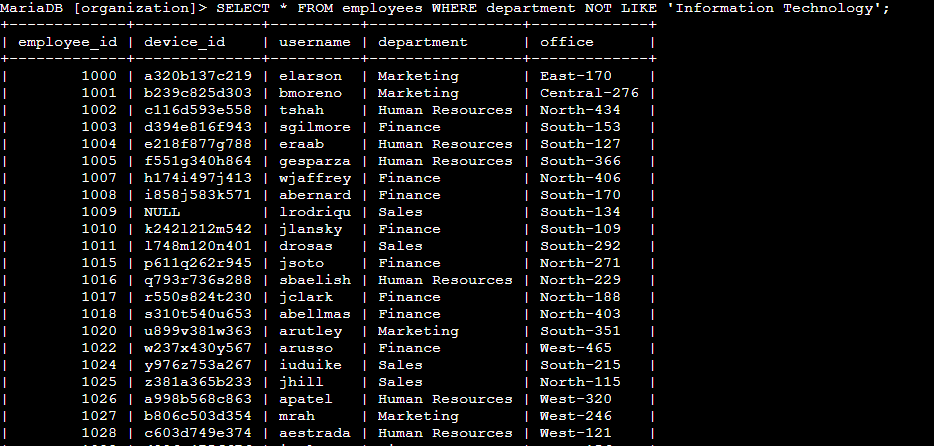 MariaDB [organization]> SELECT * FROM employees WHERE department NOT LIKE 'Information Technology';
+-------------+--------------+----------+-----------------+-------------+
| employee_id | device_id    | username | department      | office      |
+-------------+--------------+----------+-----------------+-------------+
|        1000 | a320b137c219 | elarson  | Marketing       | East-170    |
|        1001 | b239c825d303 | bmoreno  | Marketing       | Central-276 |
|        1002 | c116d593e558 | tshah    | Human Resources | North-434   |
|        1003 | d394e816f943 | sgilmore | Finance         | South-153   |
|        1004 | e218f877g788 | eraab    | Human Resources | South-127   |
|        1005 | f551g340h864 | gesparza | Human Resources | South-366   |
|        1007 | h174i497j413 | wjaffrey | Finance         | North-406   |
|        1008 | i858j583k571 | abernard | Finance         | South-170   |
|        1009 | NULL         | lrodriqu | Sales           | South-134   |
|        1010 | k242l212m542 | jlansky  | Finance         | South-109   |
|        1011 | l748m120n401 | drosas   | Sales           | South-292   |
|        1015 | p611q262r945 | jsoto    | Finance         | North-271   |
|        1016 | q793r736s288 | sbaelish | Human Resources | North-229   |
|        1017 | r550s824t230 | jclark   | Finance         | North-188   |
|        1018 | s310t540u653 | abellmas | Finance         | North-403   |
|        1020 | u899v381w363 | arutley  | Marketing       | South-351   |
|        1022 | w237x430y567 | arusso   | Finance         | West-465    |
|        1024 | y976z753a267 | iuduike  | Sales           | South-215   |
|        1025 | z381a365b233 | jhill    | Sales           | North-115   |
|        1026 | a998b568c863 | apatel   | Human Resources | West-320    |
|        1027 | b806c503d354 | mrah     | Marketing       | West-246    |
|        1028 | c603d749e374 | aestrada | Human Resources | West-121    |